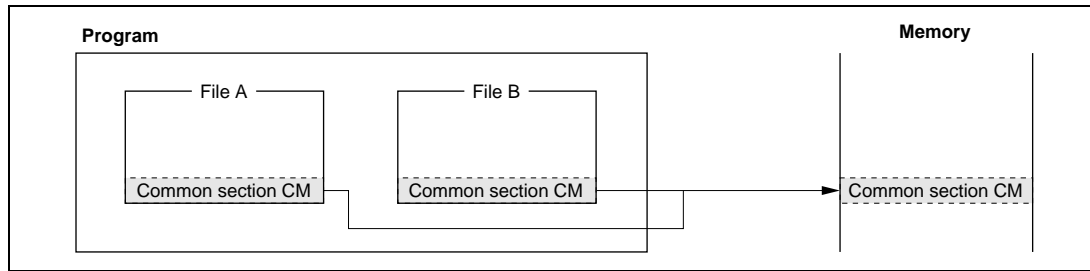 Program
Memory
File A
File B
Common section CM
Common section CM
Common section CM